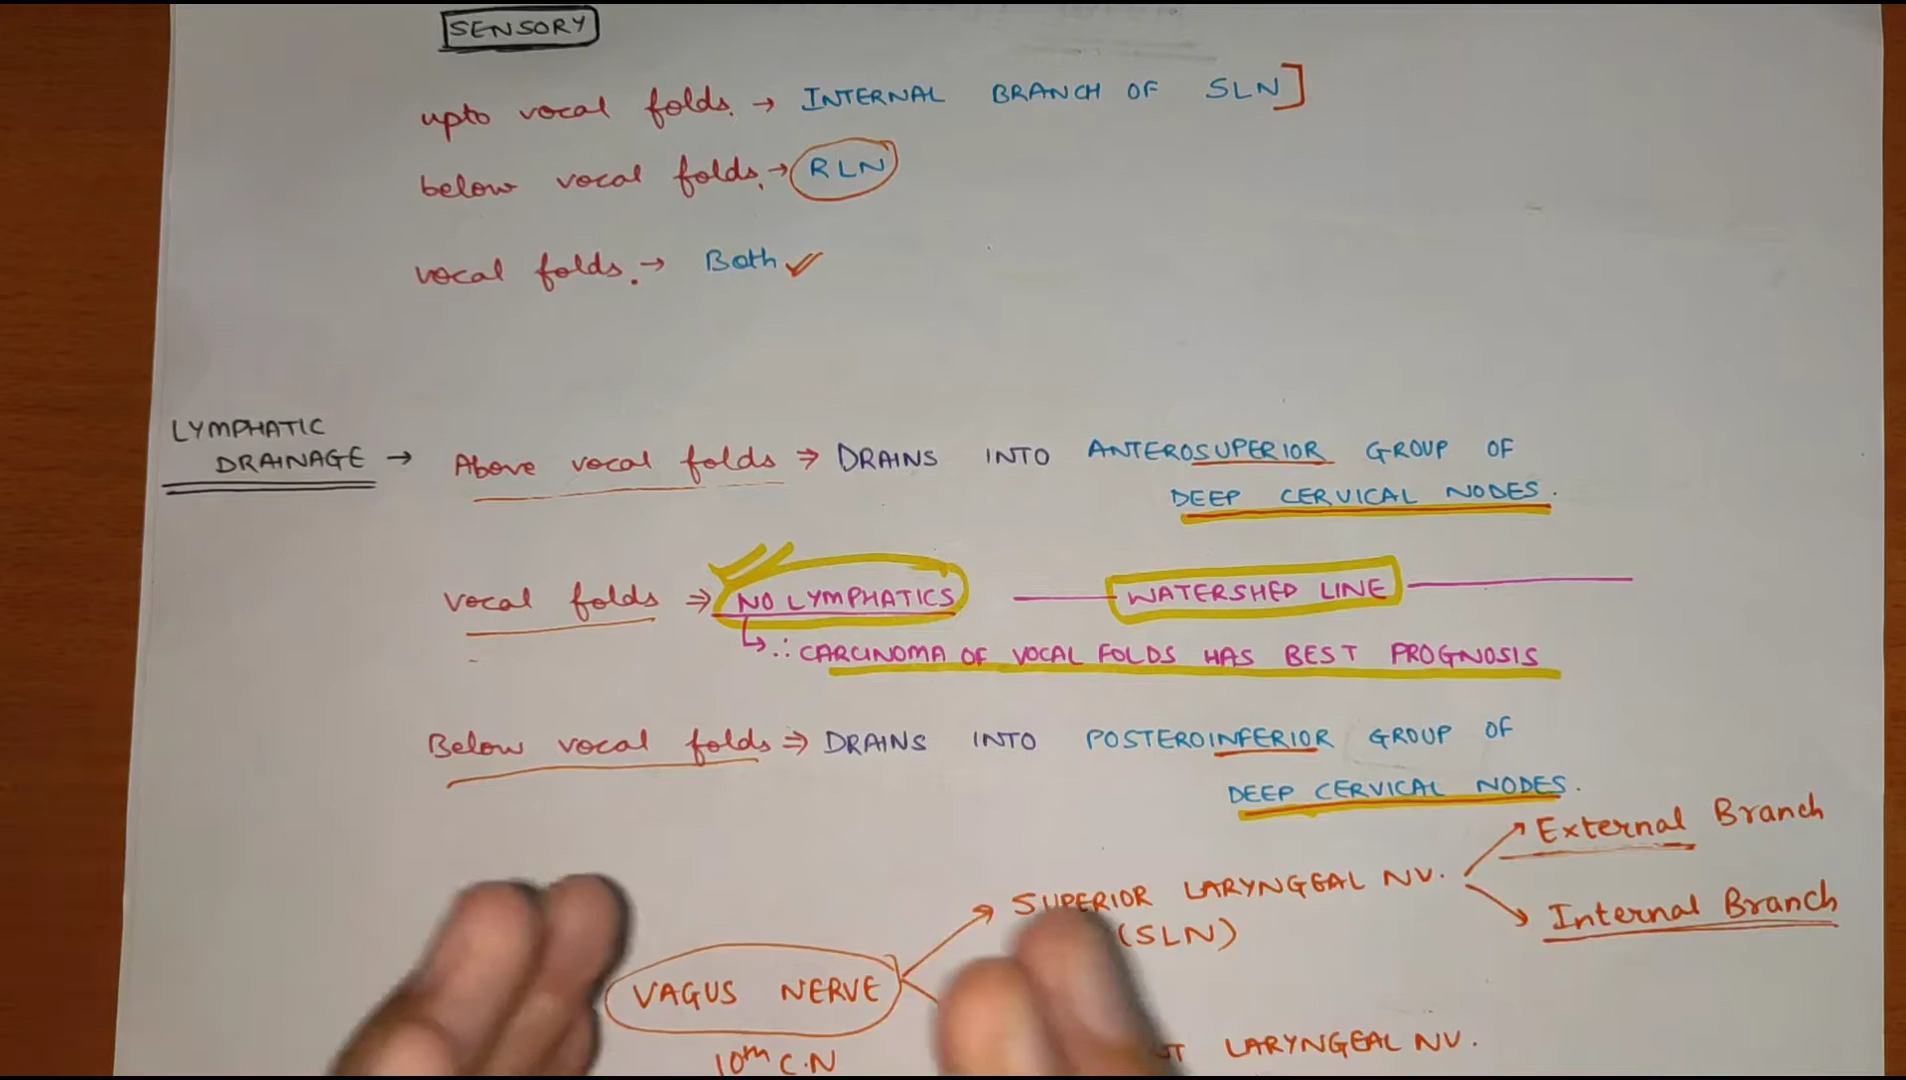 SENSORY
upto vocal folds. → INTERNAL BRANCH OF SLN]
below vocal folds. → RLN
vocal folds. → Both ✓
LYMPHATIC
DRAINAGE → Above vocal folds ⇒ DRAINS INTO ANTEROSUPERIOR GROUP OF
DEEP CERVICAL NODES.
Vocal folds ⇒ NO LYMPHATICS — WATERSHED LINE —
↳ ∴ CARCINOMA OF VOCAL FOLDS HAS BEST PROGNOSIS
Below vocal folds ⇒ DRAINS INTO POSTEROINFERIOR GROUP OF
DEEP CERVICAL NODES.
External Branch
SUPERIOR LARYNGEAL NV.
(SLN)
Internal Branch
VAGUS NERVE
10th C.N
LARYNGEAL NV.